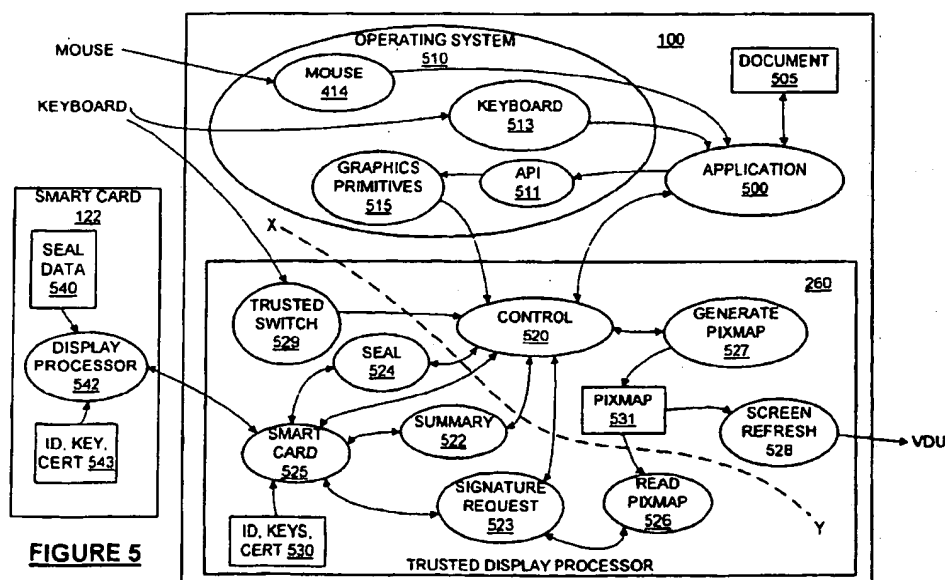 OPERATING SYSTEM
510
100
MOUSE
MOUSE
414
DOCUMENT
505
KEYBOARD
KEYBOARD
513
GRAPHICS
PRIMITIVES
515
API
511
APPLICATION
500
SMART CARD
122
SEAL
DATA
540
X
260
TRUSTED
SWITCH
529
CONTROL
520
GENERATE
PIXMAP
527
DISPLAY
PROCESSOR
542
SEAL
524
PIXMAP
531
SCREEN
REFRESH
528
VDU
SUMMARY
522
SMART
CARD
525
ID, KEY,
CERT 543
SIGNATURE
REQUEST
523
READ
PIXMAP
526
Y
ID, KEYS,
CERT 530
FIGURE 5
TRUSTED DISPLAY PROCESSOR